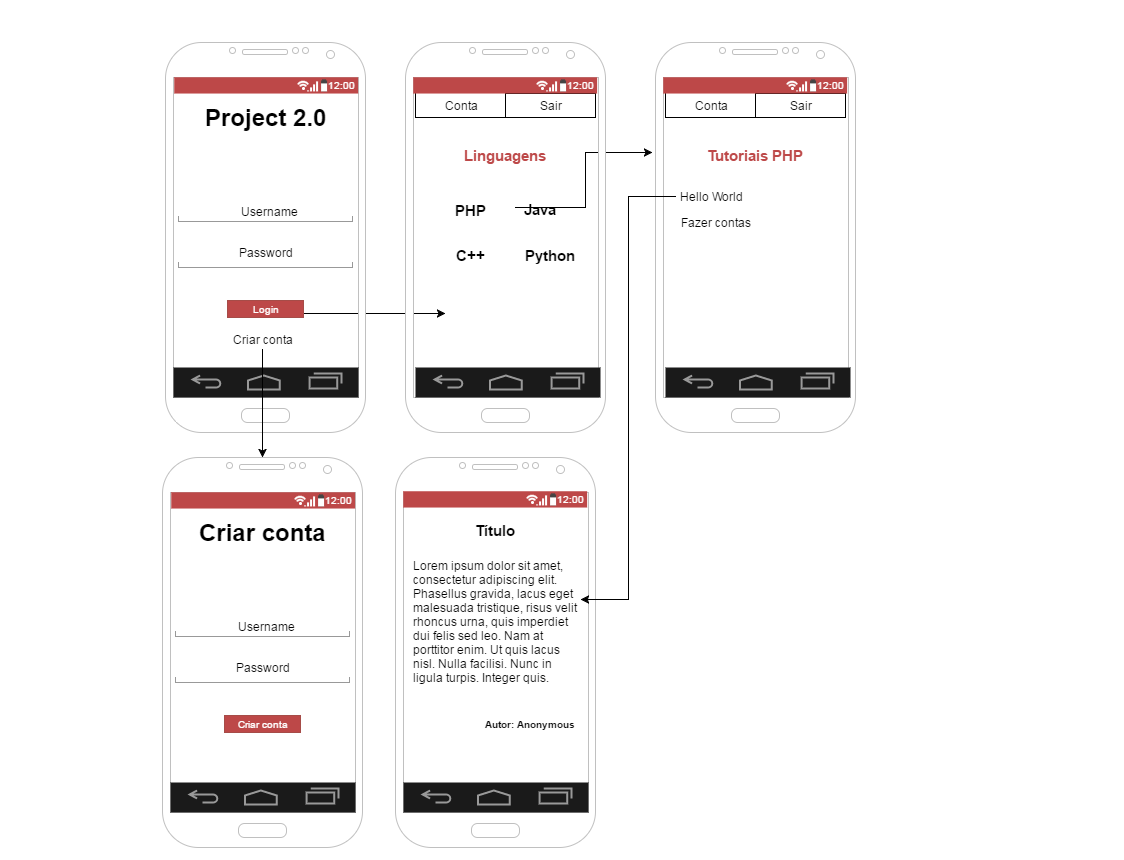 12:00
Project 2.0
Username
Password
Login
Criar conta
12:00
Conta Sair
Linguagens
PHP Java
C++ Python
12:00
Conta Sair
Tutoriais PHP
Hello World
Fazer contas
12:00
Criar conta
Username
Password
Criar conta
12:00
Título
Lorem ipsum dolor sit amet,
consectetur adipiscing elit.
Phasellus gravida, lacus eget
malesuada tristique, risus velit
rhoncus urna, quis imperdiet
dui felis sed leo. Nam at
porttitor enim. Ut quis lacus
nisl. Nulla facilisi. Nunc in
ligula turpis. Integer quis.
Autor: Anonymous